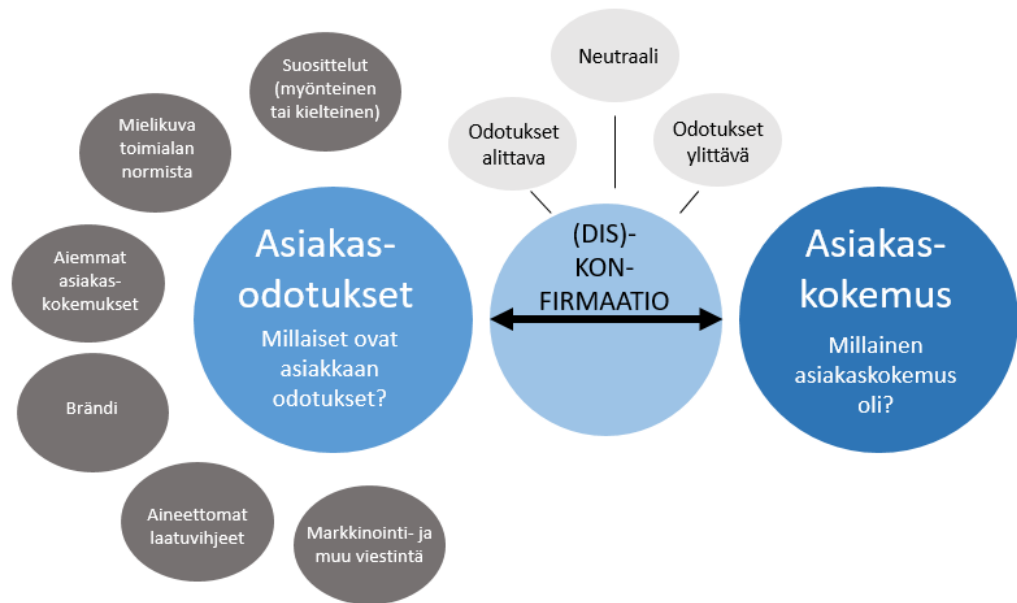 Suosittelut
(myönteinen
tai kielteinen)
Mielikuva
toimialan
normista
Aiemmat
asiakas-
kokemukset
Brändi
Aineettomat
laatuvihjeet
Markkinointi- ja
muu viestintä
Asiakas-
odotukset
Millaiset ovat
asiakkaan
odotukset?
Odotukset
alittava
Neutraali
Odotukset
ylittävä
(DIS)-
KON-
FIRMAATIO
Asiakas-
kokemus
Millainen
asiakaskokemus
oli?